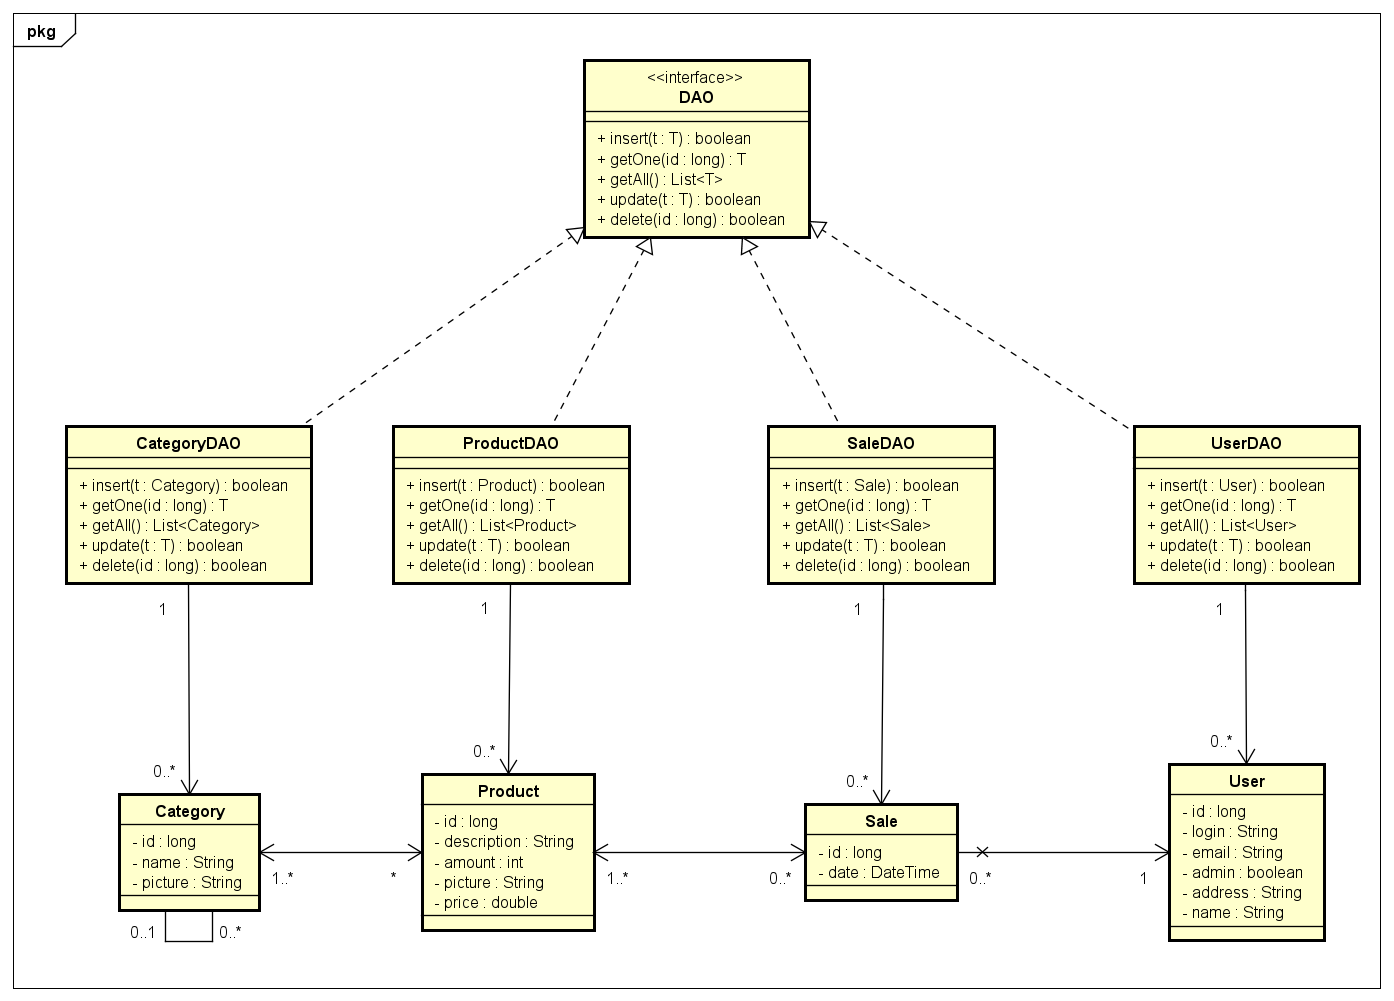 pkg
<<interface>>
DAO
+ insert(t : T) : boolean
+ getOne(id : long) : T
+ getAll() : List<T>
+ update(t : T) : boolean
+ delete(id : long) : boolean
CategoryDAO
+ insert(t : Category) : boolean
+ getOne(id : long) : T
+ getAll() : List<Category>
+ update(t : T) : boolean
+ delete(id : long) : boolean
ProductDAO
+ insert(t : Product) : boolean
+ getOne(id : long) : T
+ getAll() : List<Product>
+ update(t : T) : boolean
+ delete(id : long) : boolean
SaleDAO
+ insert(t : Sale) : boolean
+ getOne(id : long) : T
+ getAll() : List<Sale>
+ update(t : T) : boolean
+ delete(id : long) : boolean
UserDAO
+ insert(t : User) : boolean
+ getOne(id : long) : T
+ getAll() : List<User>
+ update(t : T) : boolean
+ delete(id : long) : boolean
1
1
1
1
0..*
0..*
0..*
0..*
Category
- id : long
- name : String
- picture : String
0..1
0..*
1..*
*
Product
- id : long
- description : String
- amount : int
- picture : String
- price : double
1..*
0..*
Sale
- id : long
- date : DateTime
0..*
1
User
- id : long
- login : String
- email : String
- admin : boolean
- address : String
- name : String